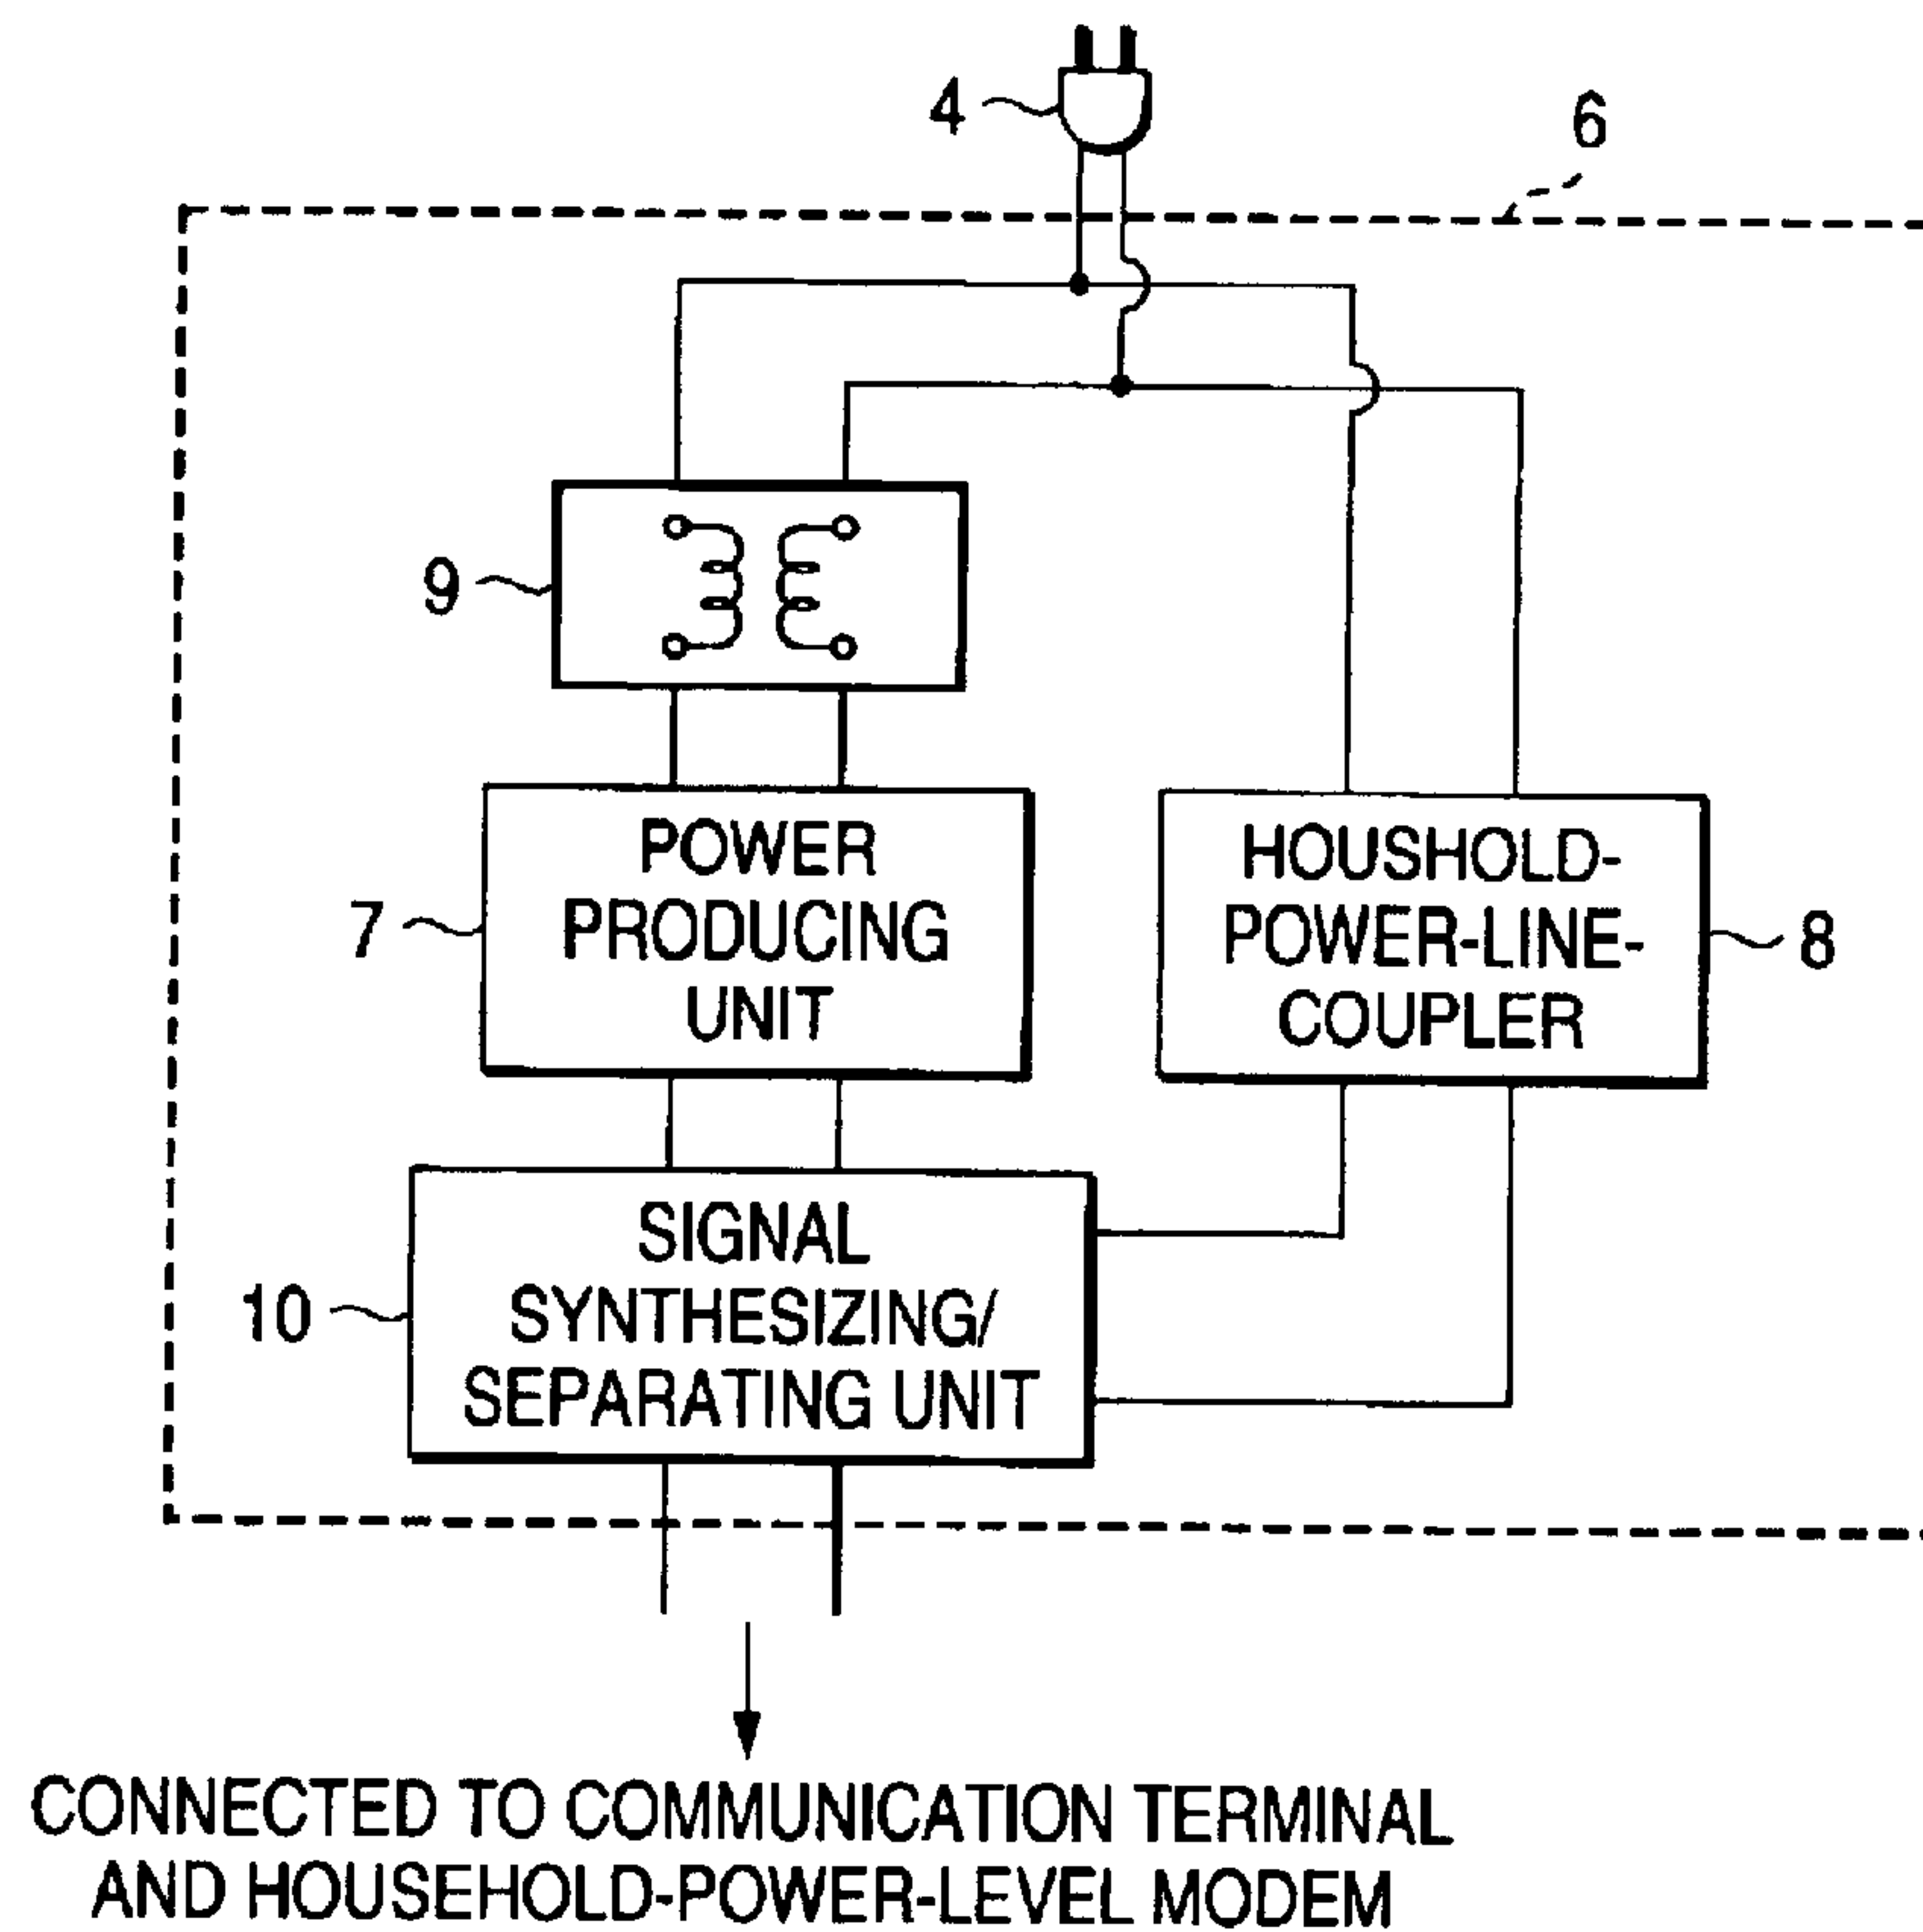 4
6
9
POWER
PRODUCING
UNIT
7
HOUSHOLD-
POWER-LINE-
COUPLER
8
SIGNAL
SYNTHESIZING/
SEPARATING UNIT
10
CONNECTED TO COMMUNICATION TERMINAL
AND HOUSEHOLD-POWER-LEVEL MODEM